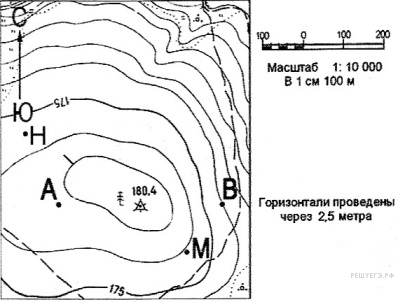 С
Ю
Н
175
180.4
А
В
М
175
100 0 100 200
Масштаб 1: 10 000
В 1 см 100 м
Горизонтали проведены
через 2,5 метра
РЕШУЕГЭ.РФ